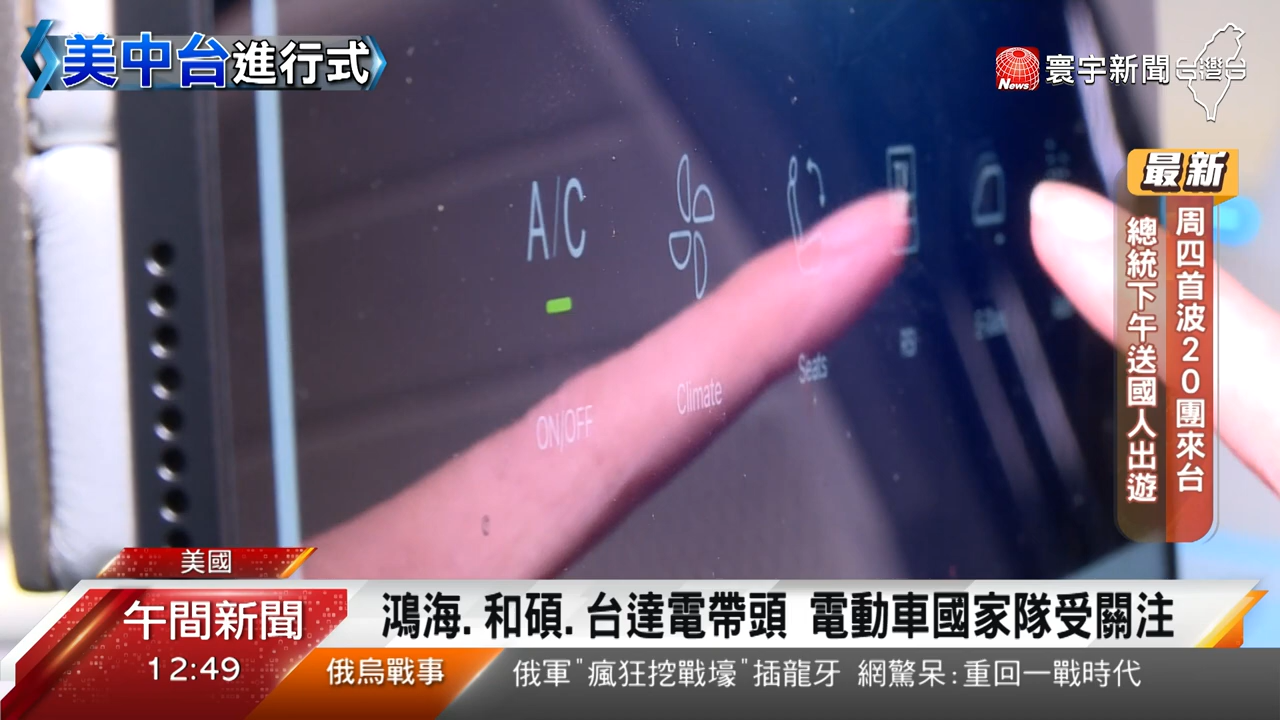 美中台進行式
News
寰宇新聞
台灣台
最新
周四首波20團來台
總統下午送國人出遊
A/C
ON/OFF
Climate
Seats
美國
午間新聞
12:49
鴻海.和碩.台達電帶頭 電動車國家隊受關注
俄烏戰事
俄軍"瘋狂挖戰壕"插龍牙 網驚呆:重回一戰時代